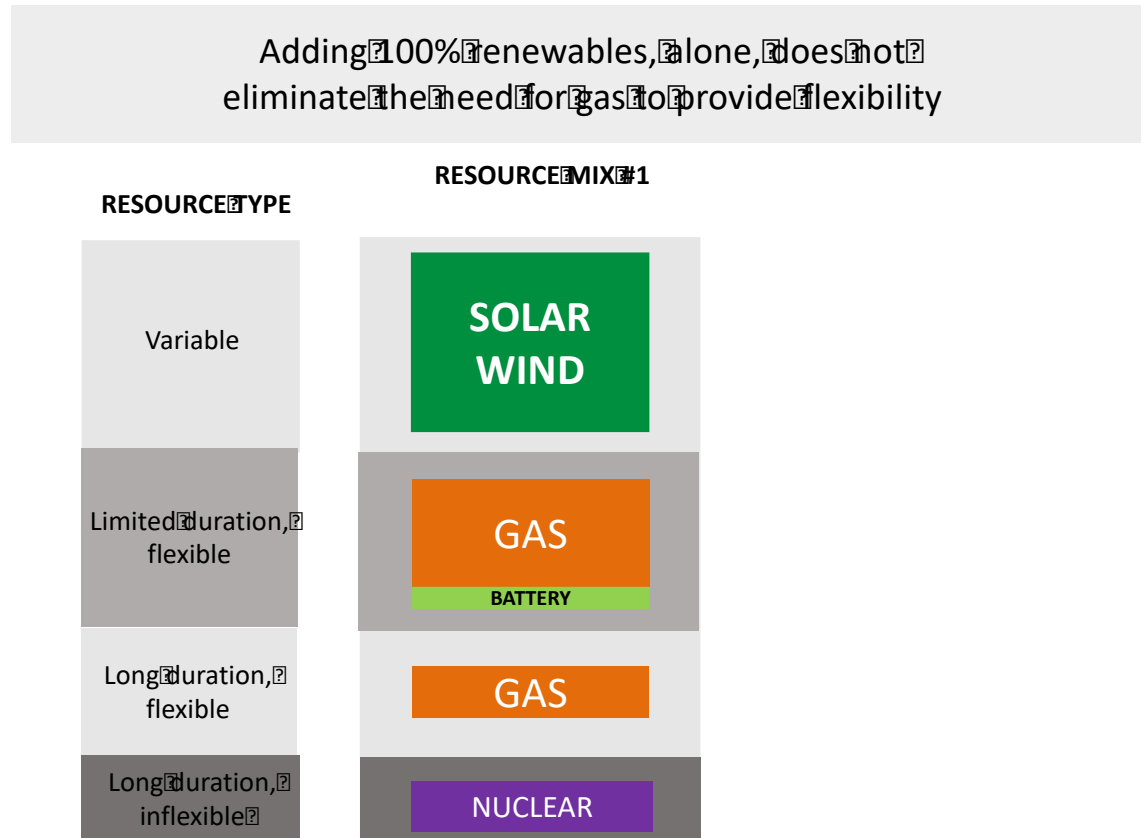 Adding⍰100%⍰renewables,⍰alone,⍰does⍰not⍰
eliminate⍰the⍰need⍰for⍰gas⍰to⍰provide⍰flexibility
RESOURCE⍰MIX⍰#1
RESOURCE⍰TYPE
Variable
SOLAR
WIND
Limited⍰duration,⍰
flexible
GAS
BATTERY
Long⍰duration,⍰
flexible
GAS
Long⍰duration,⍰
inflexible⍰
NUCLEAR